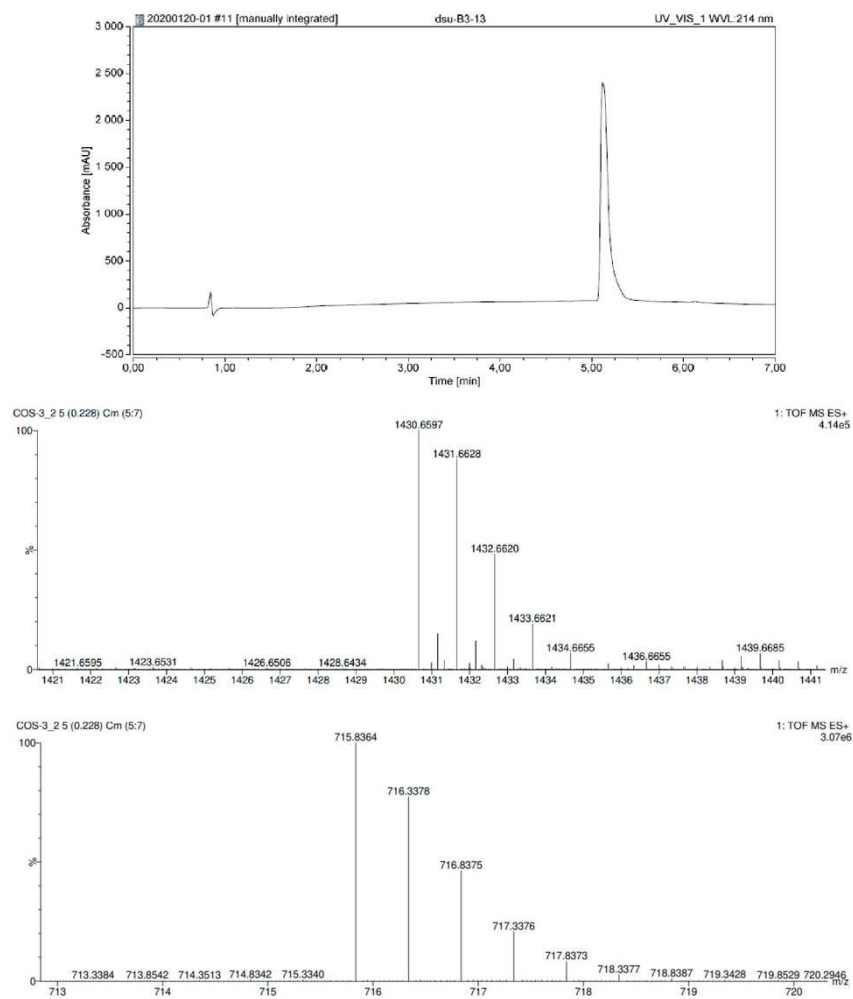 20200120-01 #11 [manually integrated] dsu-B3-13 UV_VIS_1 WVL:214 nm
3 000
2 500
2 000
1 500
1 000
500
0
-500
Absorbance [mAU]
0,00 1,00 2,00 3,00 4,00 5,00 6,00 7,00
Time [min]
COS-3_2 5 (0.228) Cm (5:7) 1: TOF MS ES+
4.14e5
100
%
0
1430.6597
1431.6628
1432.6620
1433.6621
1421.6595 1423.6531 1426.6506 1428.6434 1434.6655 1436.6655 1439.6685
m/z
1421 1422 1423 1424 1425 1426 1427 1428 1429 1430 1431 1432 1433 1434 1435 1436 1437 1438 1439 1440 1441
COS-3_2 5 (0.228) Cm (5:7) 1: TOF MS ES+
3.07e6
100
%
0
715.8364
716.3378
716.8375
717.3376
717.8373
713.3384 713.8542 714.3513 714.8342 715.3340 718.3377 718.8387 719.3428 719.8529 720.2946
m/z
713 714 715 716 717 718 719 720